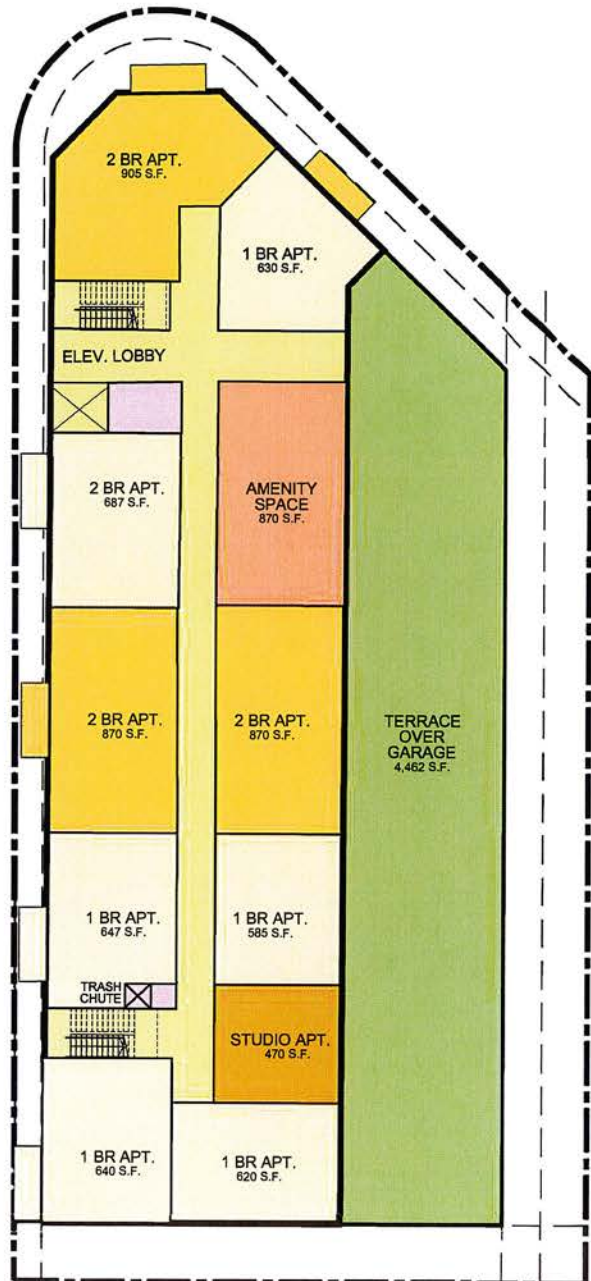 2 BR APT.
905 S.F.
1 BR APT.
630 S.F.
ELEV. LOBBY
2 BR APT.
687 S.F.
AMENITY
SPACE
870 S.F.
2 BR APT.
870 S.F.
2 BR APT.
870 S.F.
TERRACE
OVER
GARAGE
4,462 S.F.
1 BR APT.
647 S.F.
1 BR APT.
585 S.F.
TRASH
CHUTE
STUDIO APT.
470 S.F.
1 BR APT.
640 S.F.
1 BR APT.
620 S.F.